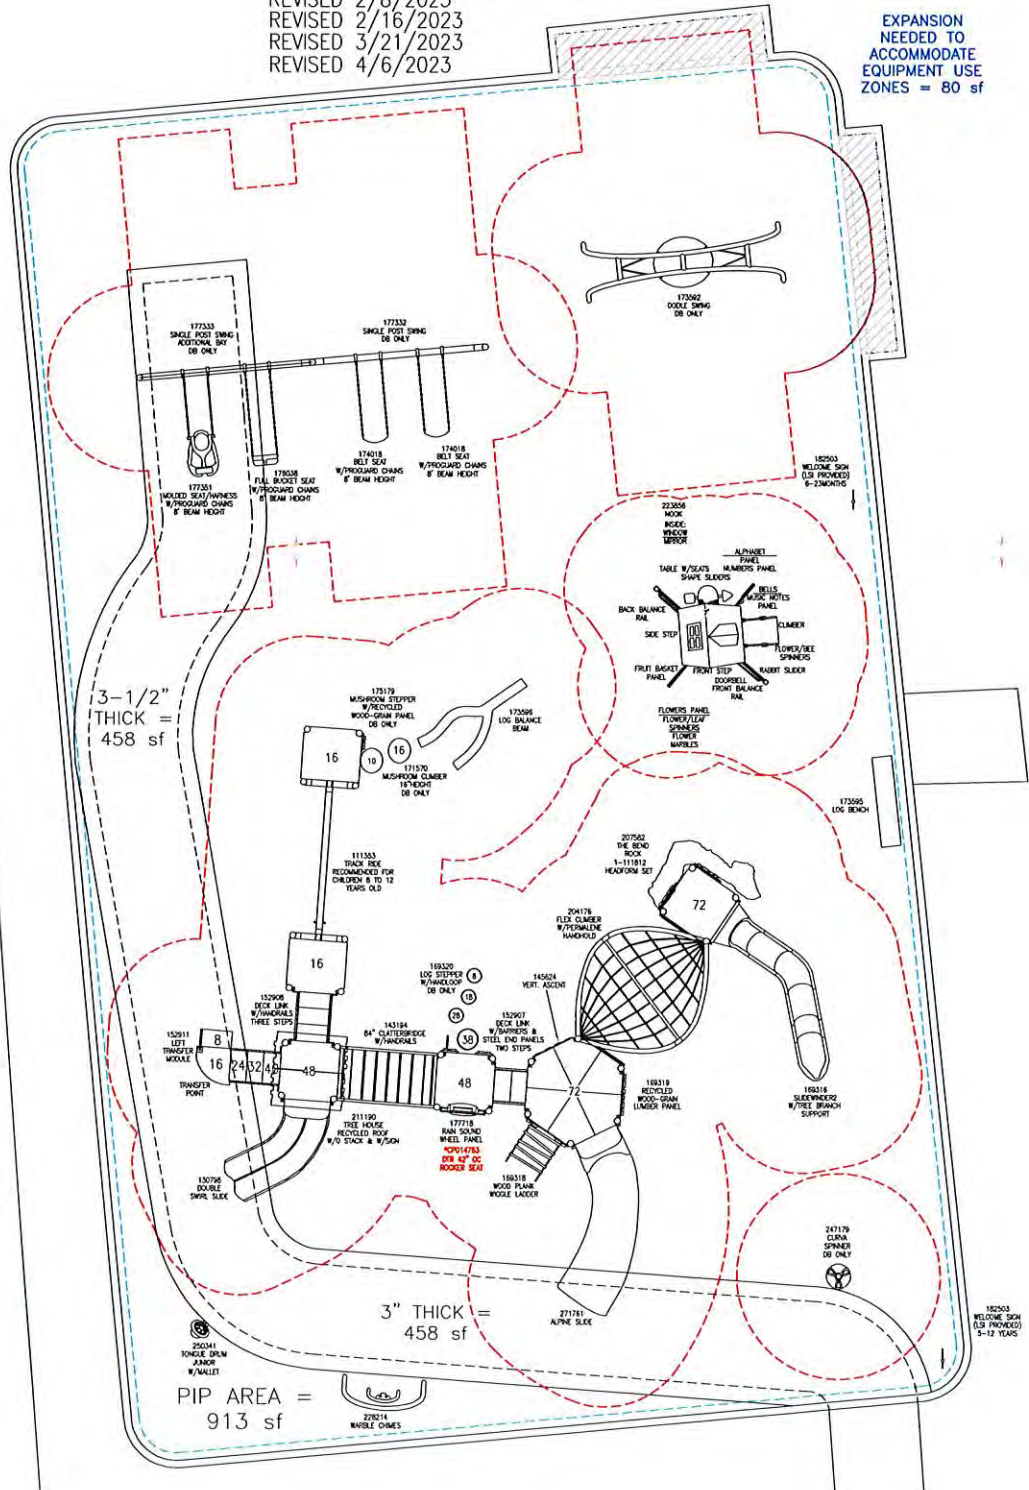 REVISED 2/8/2023
REVISED 2/16/2023
REVISED 3/21/2023
REVISED 4/6/2023
EXPANSION
NEEDED TO
ACCOMMODATE
EQUIPMENT USE
ZONES = 80 sf
173592
OODLE SWING
DB ONLY
177333
SINGLE POST SWING
ADDITIONAL BAY
DB ONLY
177332
SINGLE POST SWING
DB ONLY
177351
MOLDED SEAT/HARNESS
W/PROGUARD CHAINS
8' BEAM HEIGHT
176038
FULL BUCKET SEAT
W/PROGUARD CHAINS
8' BEAM HEIGHT
174018
BELT SEAT
W/PROGUARD CHAINS
8' BEAM HEIGHT
174018
BELT SEAT
W/PROGUARD CHAINS
8' BEAM HEIGHT
182503
WELCOME SIGN
(LSI PROVIDED)
6-23MONTHS
223856
NOOK
INSIDE:
WINDOW
MIRROR
ALPHABET
PANEL
NUMBERS PANEL
TABLE W/SEATS
SHAPE SLIDERS
BELLS
MUSIC NOTES
PANEL
BACK BALANCE
RAIL
CLIMBER
SIDE STEP
FLOWER/BEE
SPINNERS
FRUIT BASKET
PANEL
FRONT STEP
RABBIT SLIDER
DOORBELL
FRONT BALANCE
RAIL
FLOWERS PANEL
FLOWER/LEAF
SPINNERS
FLOWER
MARBLES
3-1/2"
THICK =
458 sf
175179
MUSHROOM STEPPER
W/RECYCLED
WOOD-GRAIN PANEL
DB ONLY
173596
LOG BALANCE
BEAM
16
10
16
171570
MUSHROOM CLIMBER
16"HEIGHT
DB ONLY
173595
LOG BENCH
111353
TRACK RIDE
RECOMMENDED FOR
CHILDREN 8 TO 12
YEARS OLD
207582
THE BEND
ROCK
1-111812
HEADFORM SET
72
204176
FLEX CLIMBER
W/PERMALENE
HANDHOLD
16
169320
LOG STEPPER
W/HANDLOOP
DB ONLY
8
18
28
38
145624
VERT. ASCENT
152908
DECK LINK
W/HANDRAILS
THREE STEPS
143194
84" CLATTERBRIDGE
W/HANDRAILS
152907
DECK LINK
W/BARRIERS &
STEEL END PANELS
TWO STEPS
152911
LEFT
TRANSFER
MODULE
8
16
24
32
40
48
48
72
TRANSFER
POINT
169319
RECYCLED
WOOD-GRAIN
LUMBER PANEL
169316
SLIDEWINDER2
W/TREE BRANCH
SUPPORT
211190
TREE HOUSE
RECYCLED ROOF
W/O STACK & W/SIGN
177718
RAIN SOUND
WHEEL PANEL
*CP014763
DTR 42" OC
ROCKER SEAT
169318
WOOD PLANK
WIGGLE LADDER
130798
DOUBLE
SWIRL SLIDE
247179
CURVA
SPINNER
DB ONLY
3" THICK =
458 sf
271761
ALPINE SLIDE
182503
WELCOME SIGN
(LSI PROVIDED)
5-12 YEARS
250341
TONGUE DRUM
JUNIOR
W/MALLET
PIP AREA =
913 sf
228214
MARBLE CHIMES